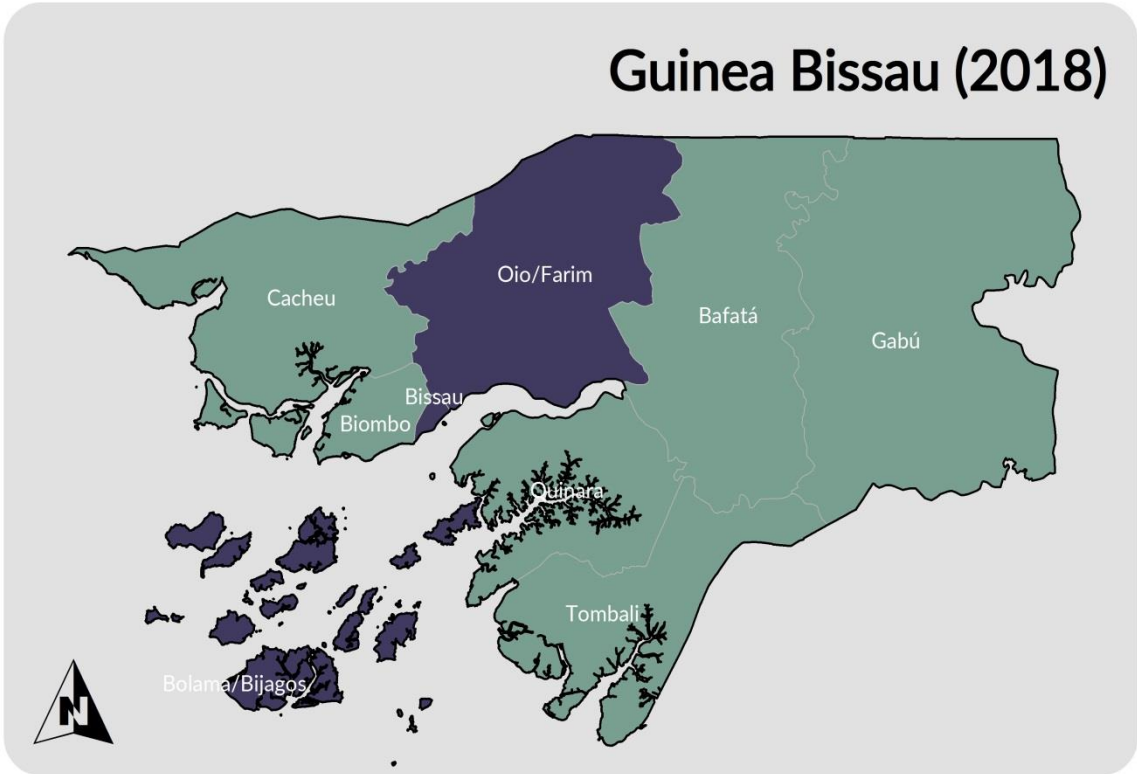 Guinea Bissau (2018)
Oio/Farim
Cacheu
Bafatá
Gabú
Bissau
Biombo
Quinara
Tombali
Bolama/Bijagos
N